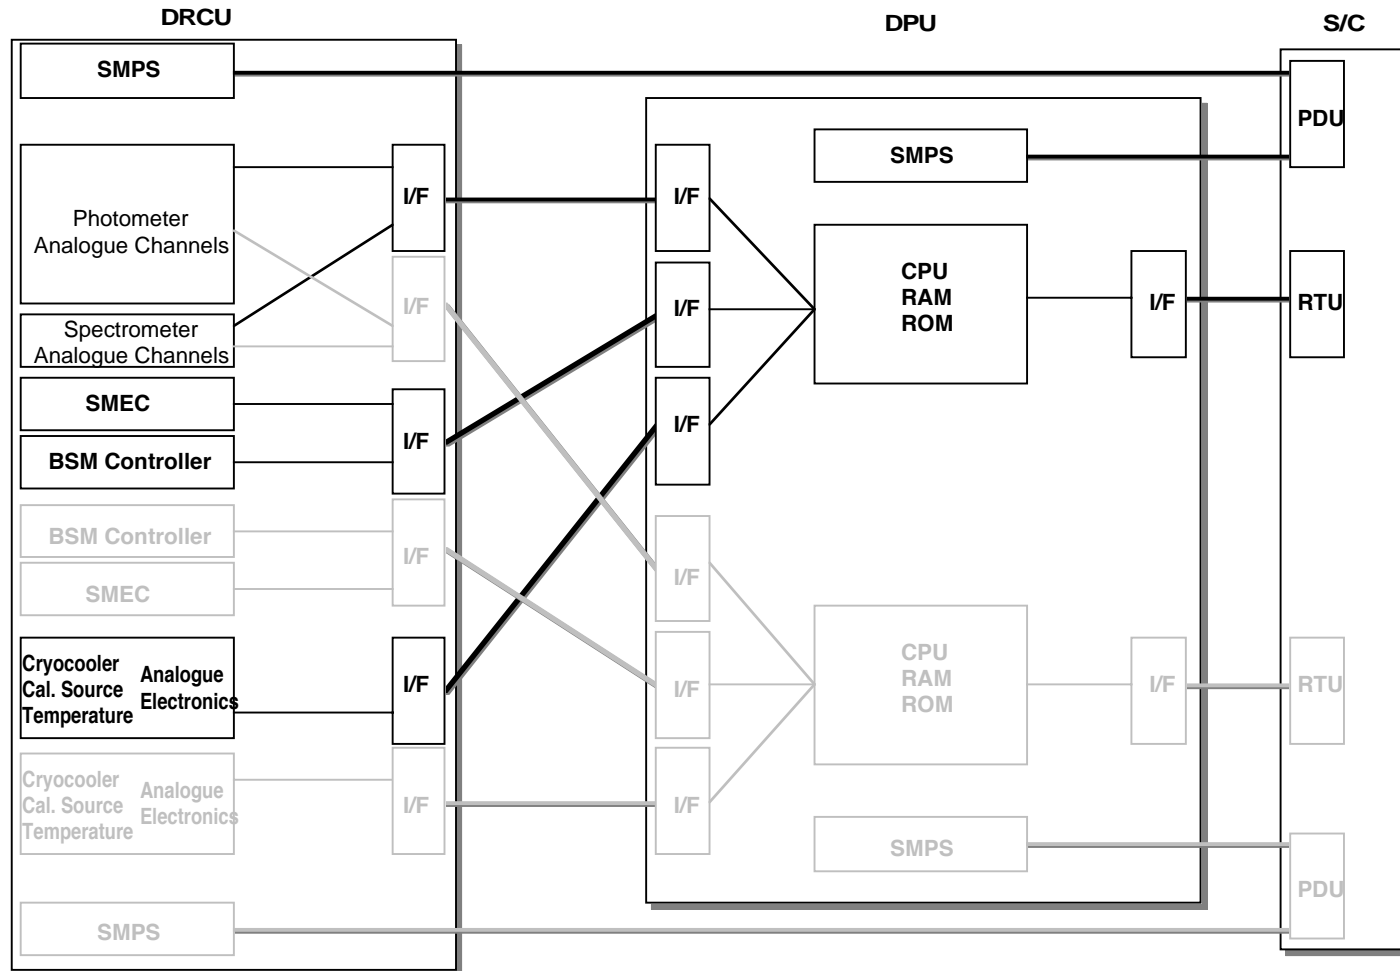 DRCU
DPU
S/C
SMPS
PDU
SMPS
Photometer
Analogue Channels
I/F
I/F
CPU
RAM
ROM
I/F
RTU
I/F
I/F
Spectrometer
Analogue Channels
SMEC
BSM Controller
I/F
I/F
BSM Controller
SMEC
I/F
I/F
Cryocooler
Cal. Source
Temperature
Analogue
Electronics
I/F
I/F
CPU
RAM
ROM
I/F
RTU
Cryocooler
Cal. Source
Temperature
Analogue
Electronics
I/F
I/F
SMPS
PDU
SMPS